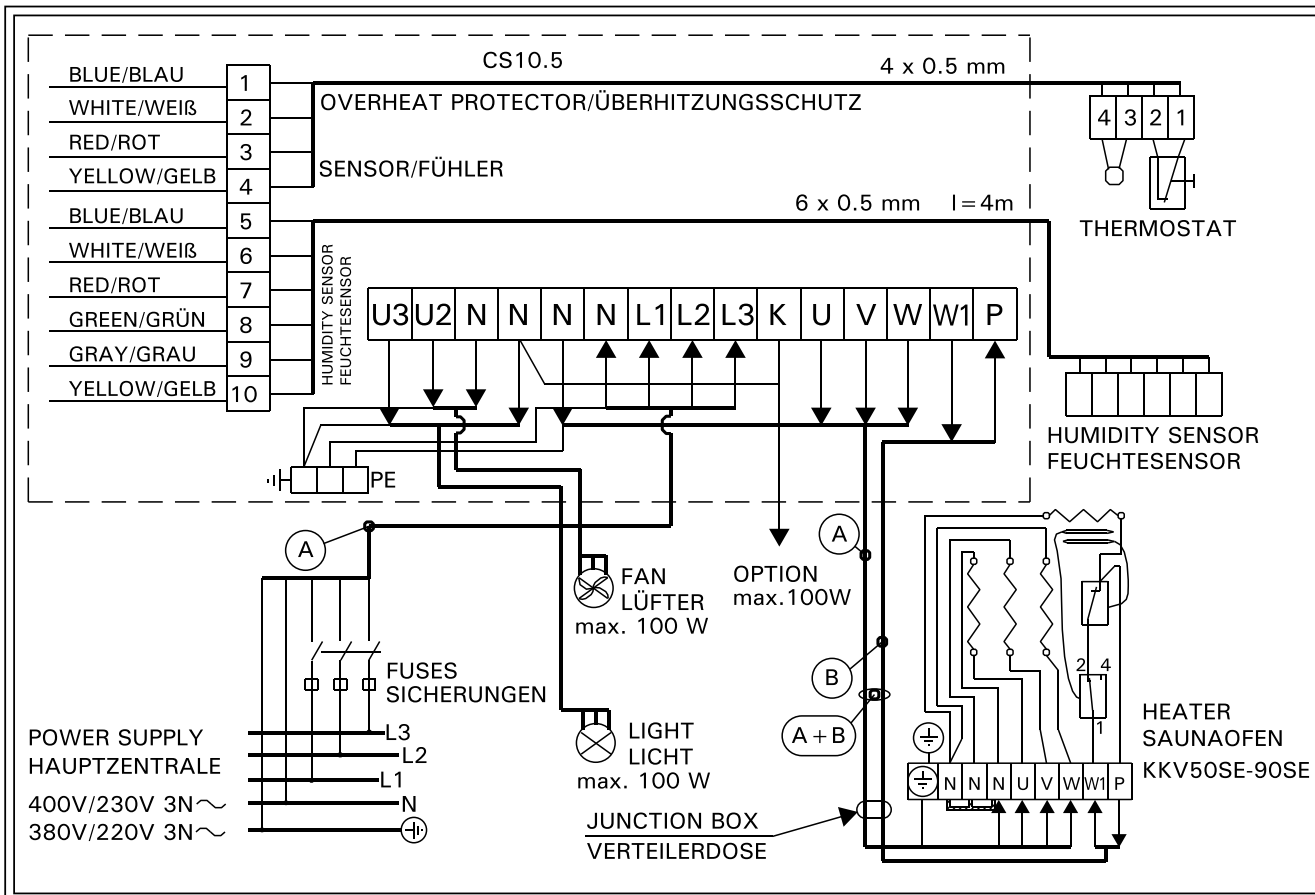 CS10.5
4 x 0.5 mm
BLUE/BLAU 1
WHITE/WEIß 2
RED/ROT 3
YELLOW/GELB 4
BLUE/BLAU 5
WHITE/WEIß 6
RED/ROT 7
GREEN/GRÜN 8
GRAY/GRAU 9
YELLOW/GELB 10
OVERHEAT PROTECTOR/ÜBERHITZUNGSSCHUTZ
SENSOR/FÜHLER
4 3 2 1
THERMOSTAT
6 x 0.5 mm l=4m
HUMIDITY SENSOR
FEUCHTESENSOR
U3 U2 N N N N L1 L2 L3 K U V W W1 P
HUMIDITY SENSOR
FEUCHTESENSOR
PE
A
FAN
LÜFTER
max. 100 W
OPTION
max.100W
A
B
A+B
FUSES
SICHERUNGEN
LIGHT
LICHT
max. 100 W
POWER SUPPLY
HAUPTZENTRALE
400V/230V 3N~
380V/220V 3N~
L3
L2
L1
N
JUNCTION BOX
VERTEILERDOSE
2 4
1
N N N U V W W1 P
HEATER
SAUNAOFEN
KKV50SE-90SE